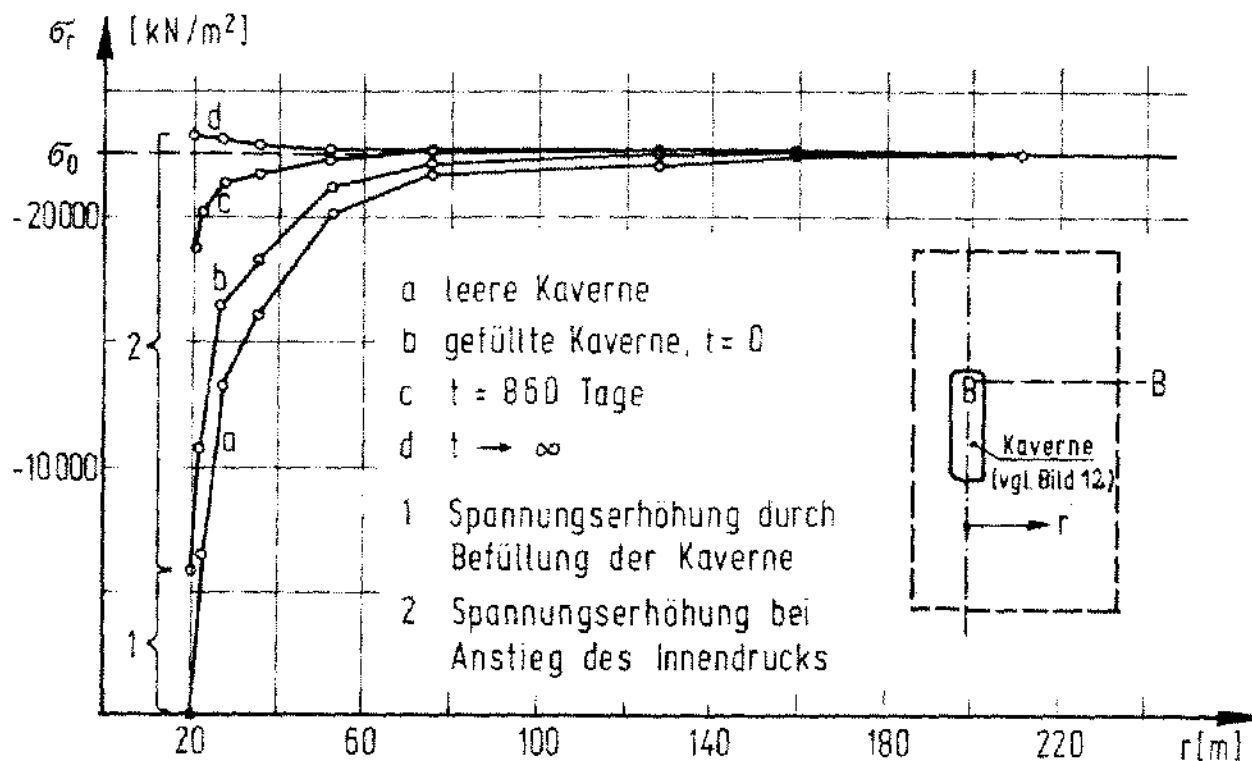 σr [kN/m²]
d
σ0
c
-20000
b
2
a
-10000
1
a leere Kaverne
b gefüllte Kaverne, t = 0
c t = 860 Tage
d t → ∞
1 Spannungserhöhung durch
Befüllung der Kaverne
2 Spannungserhöhung bei
Anstieg des Innendrucks
B
B
Kaverne
(vgl. Bild 12)
r
20 60 100 140 180 220 r[m]